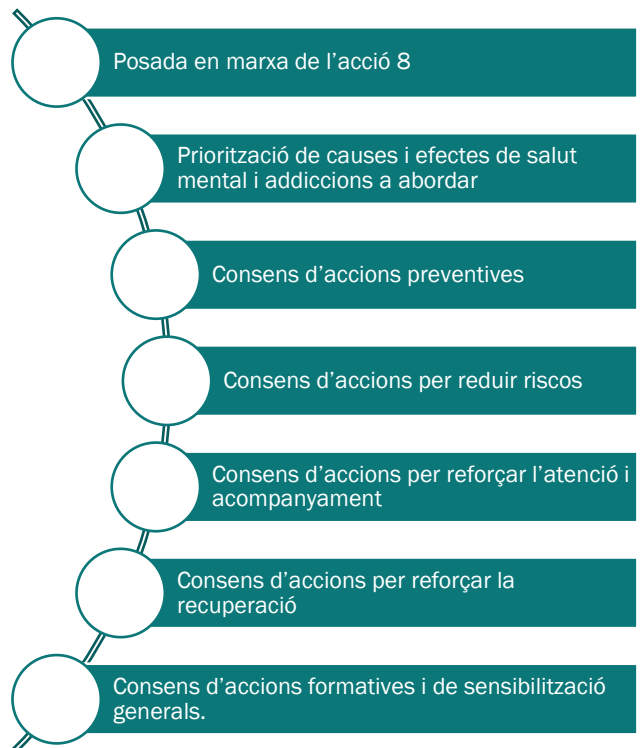 Posada en marxa de l’acció 8
Priorització de causes i efectes de salut
mental i addiccions a abordar
Consens d’accions preventives
Consens d’accions per reduir riscos
Consens d’accions per reforçar l’atenció i
acompanyament
Consens d’accions per reforçar la
recuperació
Consens d’accions formatives i de sensibilització
generals.